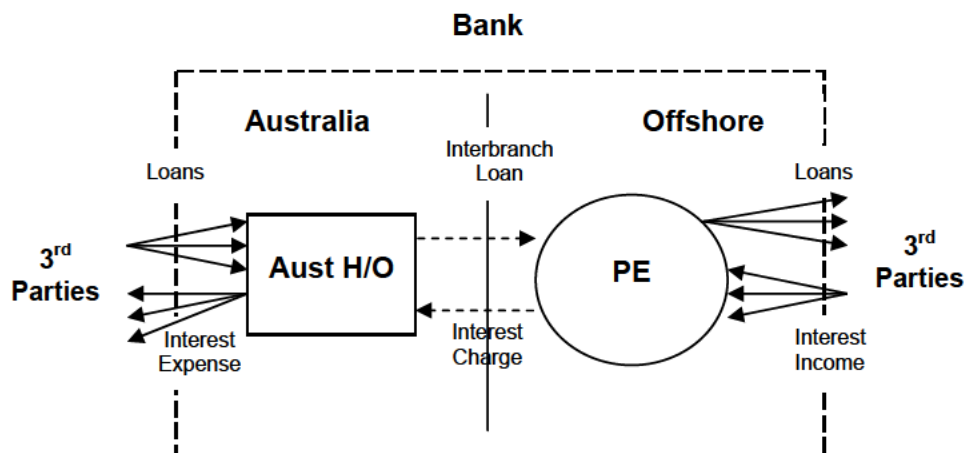 Bank
Australia
Offshore
Interbranch
Loan
Loans
Loans
3rd
Parties
Aust H/O
PE
3rd
Parties
Interest
Expense
Interest
Charge
Interest
Income